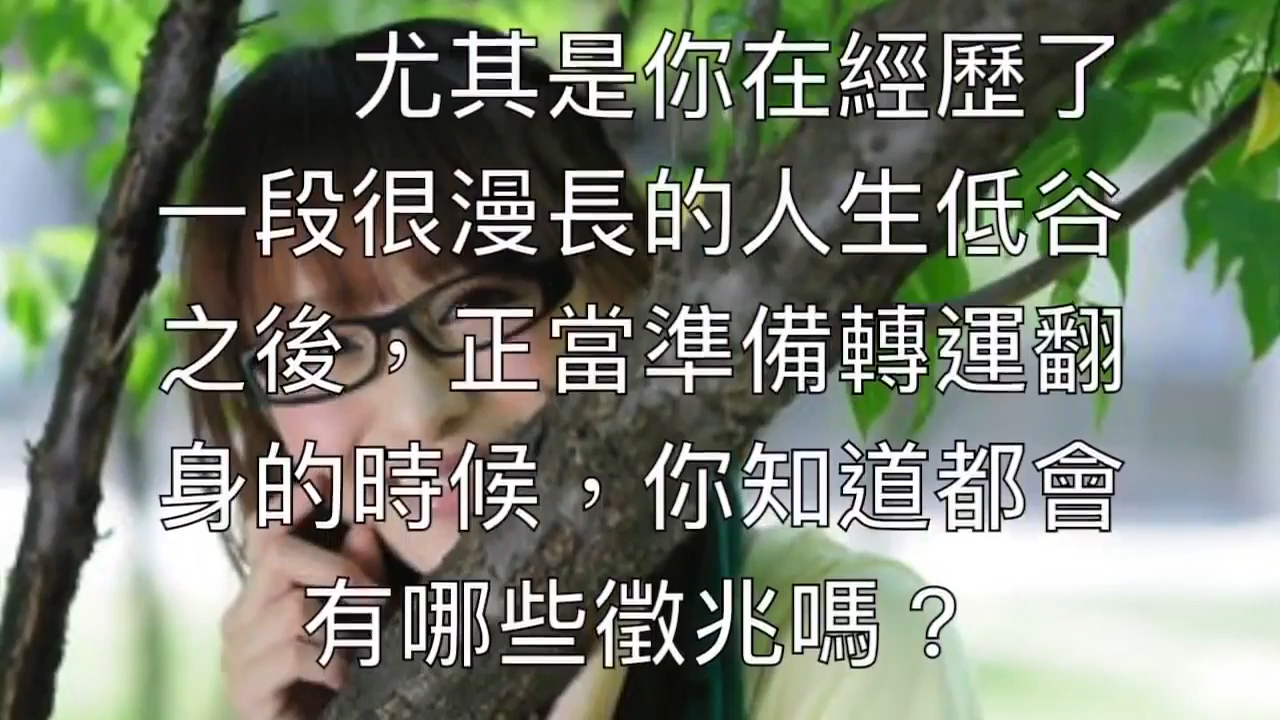 尤其是你在經歷了
一段很漫長的人生低谷
之後，正當準備轉運翻
身的時候，你知道都會
有哪些徵兆嗎？